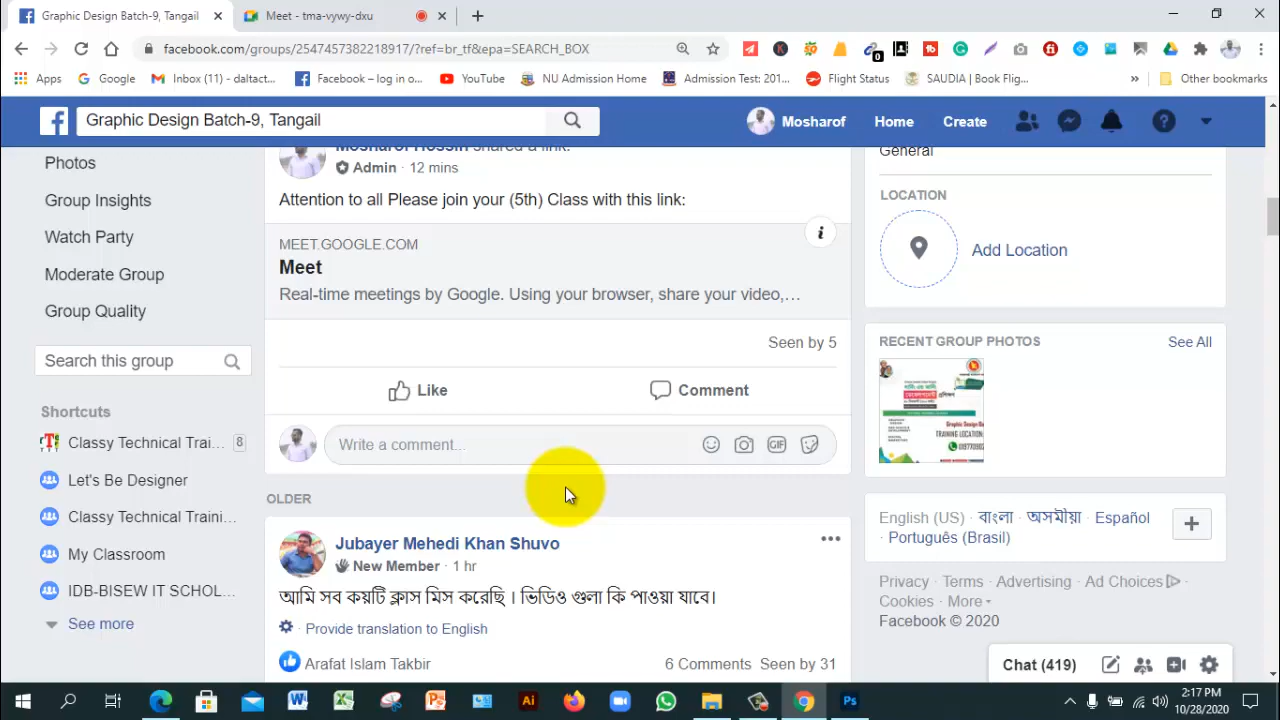 Graphic Design Batch-9, Tangail
Meet - tma-vywy-dxu
facebook.com/groups/2547457382218917/?ref=br_tf&epa=SEARCH_BOX
Apps
Google
Inbox (11) - daltact...
Facebook – log in o...
YouTube
NU Admission Home
Admission Test: 201...
Flight Status
SAUDIA | Book Flig...
Other bookmarks
Graphic Design Batch-9, Tangail
Mosharof
Home
Create
Photos
Group Insights
Watch Party
Moderate Group
Group Quality
Search this group
Shortcuts
Classy Technical Trai... 8
Let's Be Designer
Classy Technical Traini...
My Classroom
IDB-BISEW IT SCHOL...
See more
Mosharof Hossin shared a link.
Admin · 12 mins
Attention to all Please join your (5th) Class with this link:
MEET.GOOGLE.COM
Meet
Real-time meetings by Google. Using your browser, share your video,...
Seen by 5
Like
Comment
Write a comment
GIF
OLDER
Jubayer Mehedi Khan Shuvo
New Member · 1 hr
আমি সব কয়টি ক্লাস মিস করেছি । ভিডিও গুলা কি পাওয়া যাবে।
· Provide translation to English
Arafat Islam Takbir
6 Comments Seen by 31
General
LOCATION
Add Location
RECENT GROUP PHOTOS
See All
English (US) · বাংলা · অসমীয়া · Español
· Português (Brasil)
Privacy · Terms · Advertising · Ad Choices ·
Cookies · More
Facebook © 2020
Chat (419)
2:17 PM
10/28/2020